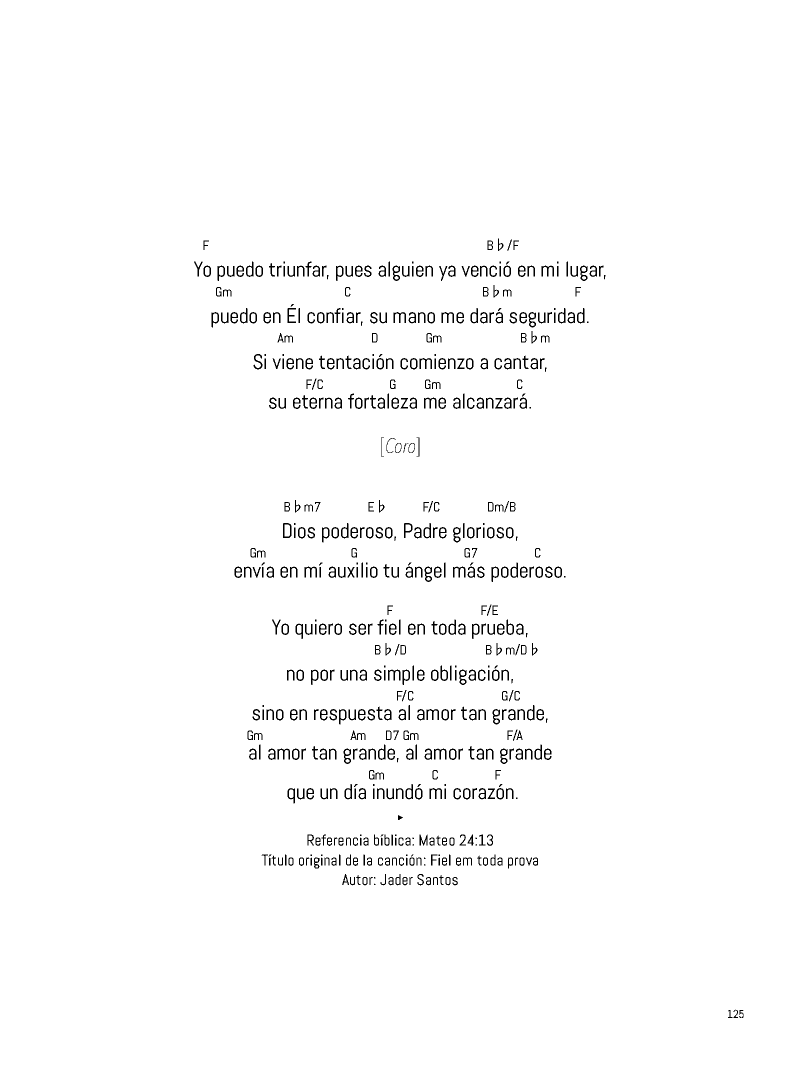 F B♭/F
Yo puedo triunfar, pues alguien ya venció en mi lugar,
Gm C B♭m F
puedo en Él confiar, su mano me dará seguridad.
Am D Gm B♭m
Si viene tentación comienzo a cantar,
F/C G Gm C
su eterna fortaleza me alcanzará.
[Coro]
B♭m7 E♭ F/C Dm/B
Dios poderoso, Padre glorioso,
Gm G G7 C
envía en mí auxilio tu ángel más poderoso.
F F/E
Yo quiero ser fiel en toda prueba,
B♭/D B♭m/D♭
no por una simple obligación,
F/C G/C
sino en respuesta al amor tan grande,
Gm Am D7 Gm F/A
al amor tan grande, al amor tan grande
Gm C F
que un día inundó mi corazón.
Referencia bíblica: Mateo 24:13
Título original de la canción: Fiel em toda prova
Autor: Jader Santos
125